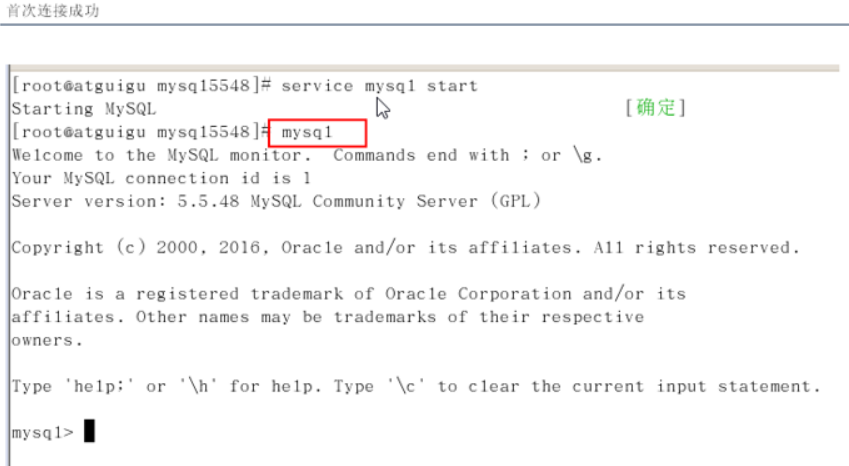 首次连接成功
[root@atguigu mysql5548]# service mysql start
Starting MySQL [确定]
[root@atguigu mysql5548]# mysql
Welcome to the MySQL monitor.  Commands end with ; or \g.
Your MySQL connection id is 1
Server version: 5.5.48 MySQL Community Server (GPL)
Copyright (c) 2000, 2016, Oracle and/or its affiliates. All rights reserved.
Oracle is a registered trademark of Oracle Corporation and/or its
affiliates. Other names may be trademarks of their respective
owners.
Type 'help;' or '\h' for help. Type '\c' to clear the current input statement.
mysql>